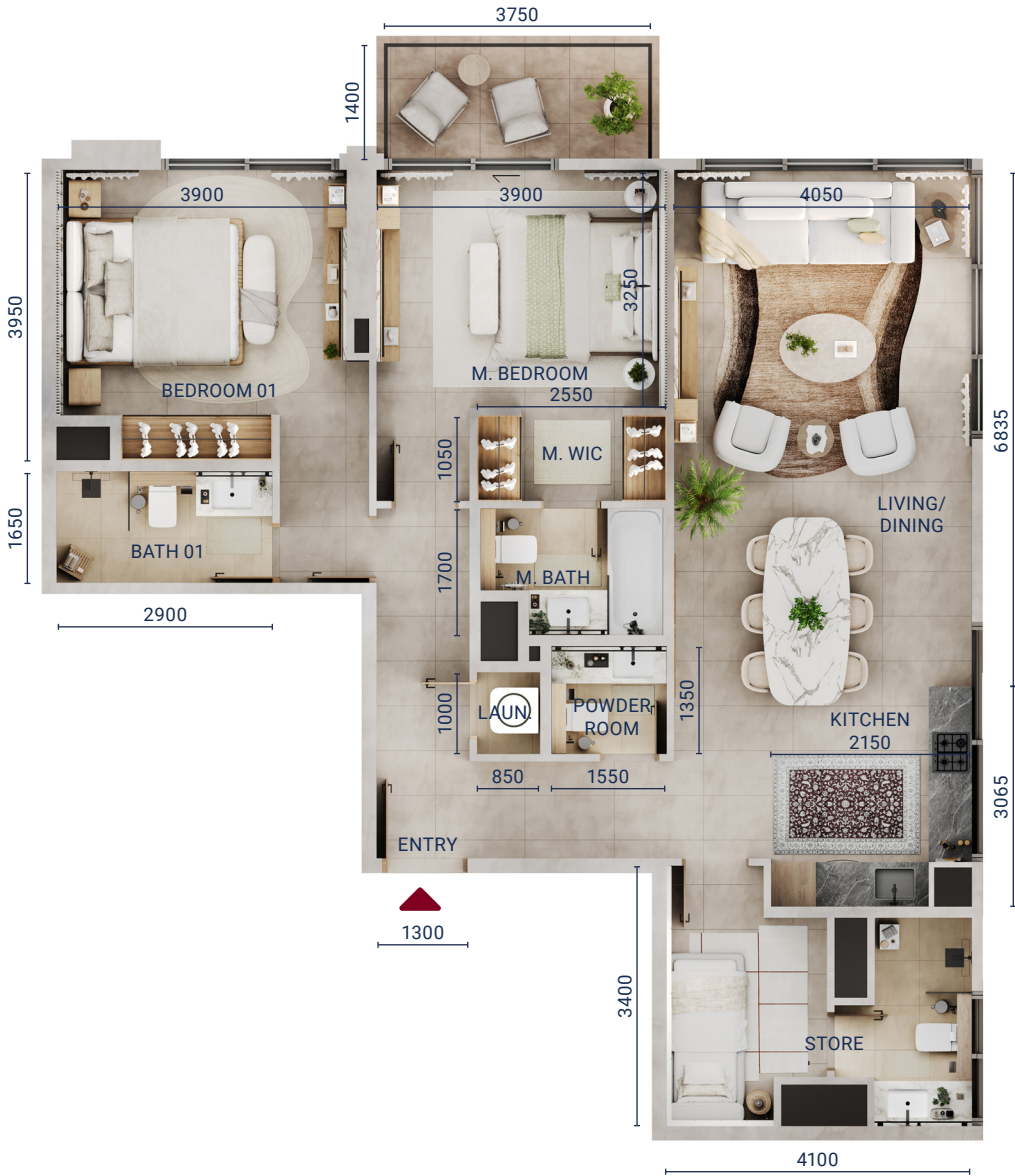 3750
1400
3900
3900
4050
3950
3250
BEDROOM 01
M. BEDROOM
2550
6835
1050
M. WIC
LIVING/
DINING
1650
BATH 01
1700
M. BATH
2900
1000
LAUN.
POWDER
ROOM
1350
KITCHEN
2150
850
1550
3065
ENTRY
1300
3400
STORE
4100